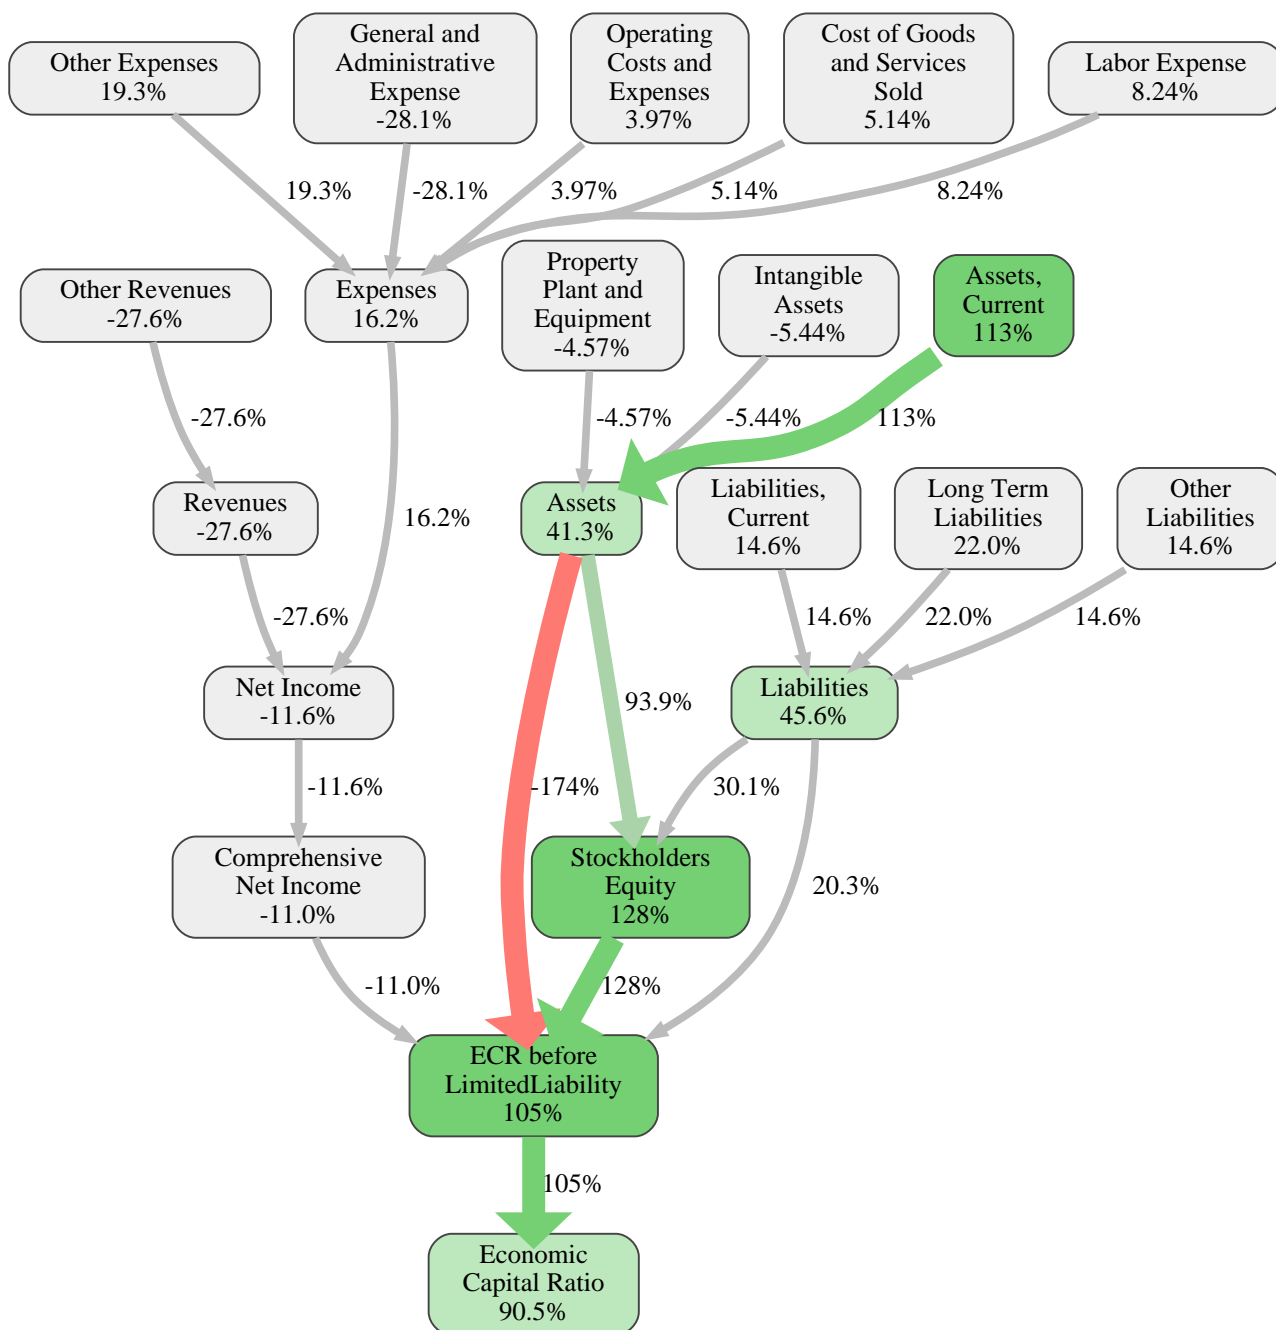 Other Expenses
19.3%
General and
Administrative
Expense
-28.1%
Operating
Costs and
Expenses
3.97%
Cost of Goods
and Services
Sold
5.14%
Labor Expense
8.24%
19.3%
-28.1%
3.97%
5.14%
8.24%
Other Revenues
-27.6%
Expenses
16.2%
Property
Plant and
Equipment
-4.57%
Intangible
Assets
-5.44%
Assets,
Current
113%
-27.6%
-4.57%
-5.44%
113%
Revenues
-27.6%
16.2%
Assets
41.3%
Liabilities,
Current
14.6%
Long Term
Liabilities
22.0%
Other
Liabilities
14.6%
-27.6%
14.6%
22.0%
14.6%
Net Income
-11.6%
93.9%
Liabilities
45.6%
-11.6%
-174%
30.1%
Comprehensive
Net Income
-11.0%
Stockholders
Equity
128%
20.3%
-11.0%
128%
ECR before
LimitedLiability
105%
105%
Economic
Capital Ratio
90.5%